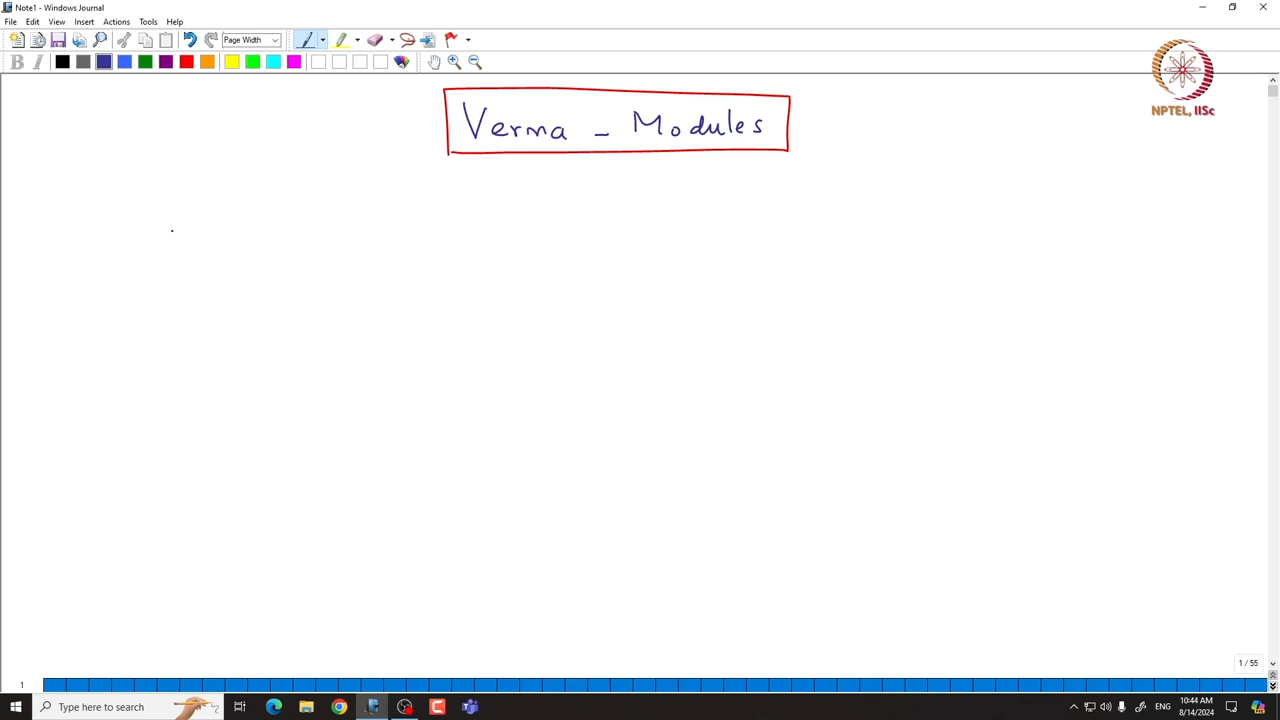 Note1 - Windows Journal
File Edit View Insert Actions Tools Help
Page Width
B I
NPTEL, IISc
Verma - Modules
1 / 55
1
Type here to search
ENG
10:44 AM
8/14/2024